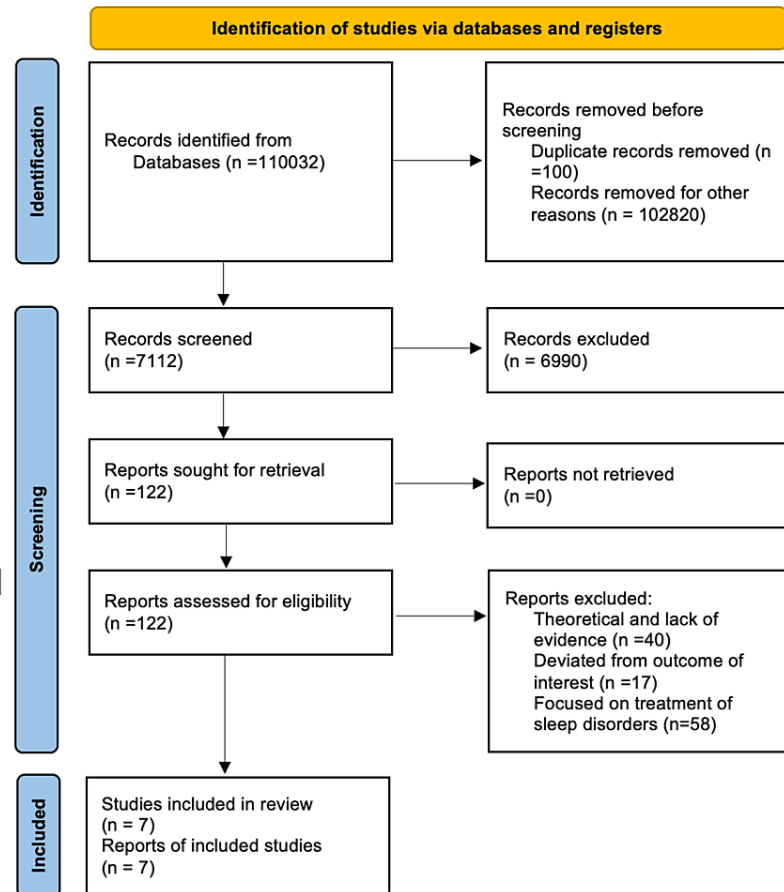 Identification of studies via databases and registers
Identification
Records identified from
Databases (n =110032)
Records removed before
screening
Duplicate records removed (n
=100)
Records removed for other
reasons (n = 102820)
Screening
Records screened
(n =7112)
Records excluded
(n = 6990)
Reports sought for retrieval
(n =122)
Reports not retrieved
(n =0)
Reports assessed for eligibility
(n =122)
Reports excluded:
Theoretical and lack of
evidence (n =40)
Deviated from outcome of
interest (n =17)
Focused on treatment of
sleep disorders (n=58)
Included
Studies included in review
(n = 7)
Reports of included studies
(n = 7)